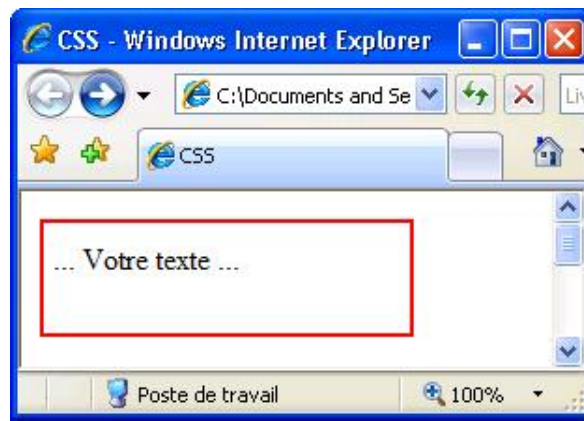 CSS - Windows Internet Explorer
C:\Documents and Se
Liv
CSS
... Votre texte ...
Poste de travail
100%